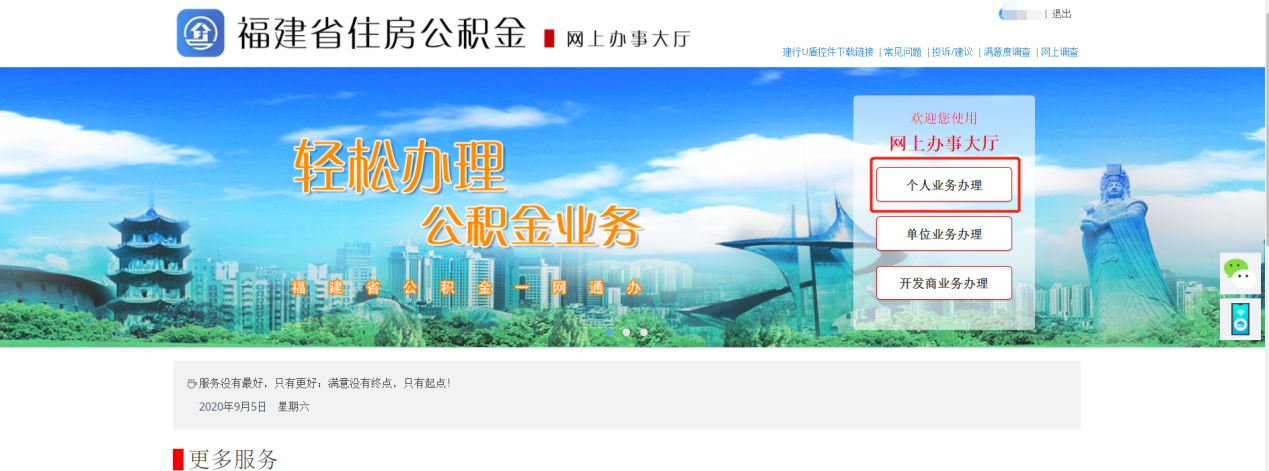 福建省住房公积金 网上办事大厅
| 退出
建行U盾控件下载链接 | 常见问题 | 投诉/建议 | 满意度调查 | 网上调查
欢迎您使用
网上办事大厅
个人业务办理
单位业务办理
开发商业务办理
轻松办理
公积金业务
福建省公积金一网通办
服务没有最好，只有更好；满意没有终点，只有起点！
2020年9月5日 星期六
更多服务